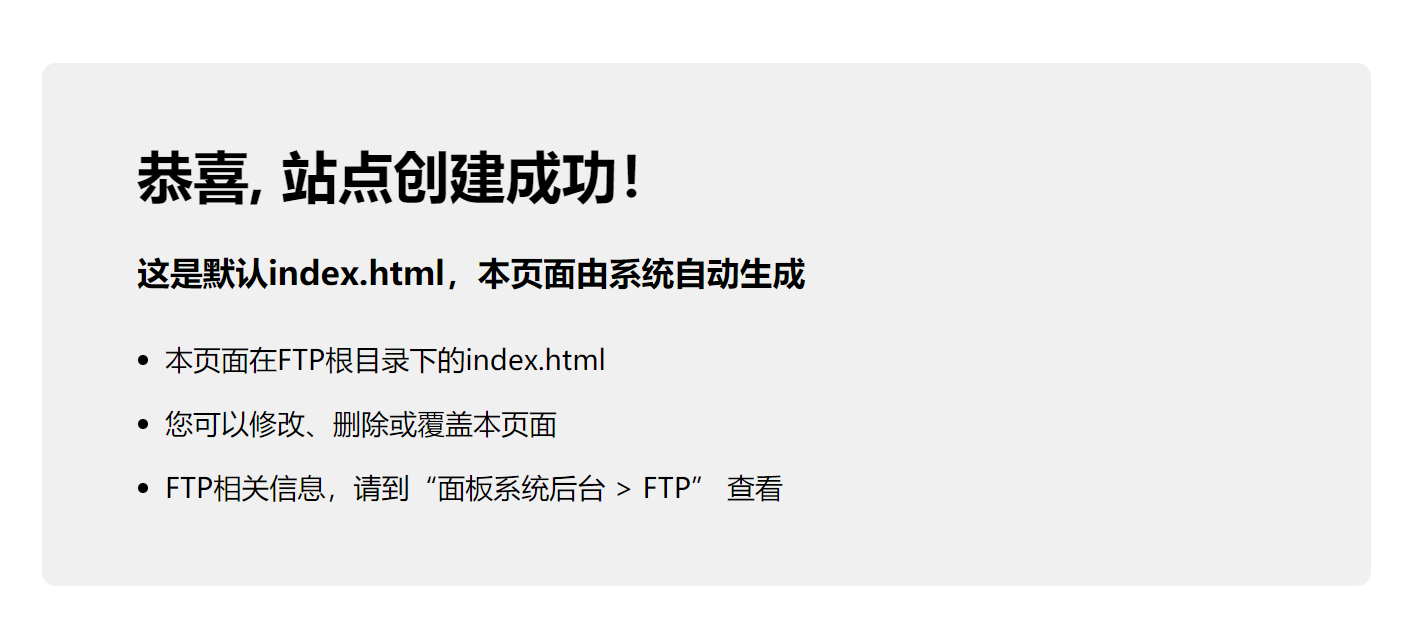 恭喜, 站点创建成功！
这是默认index.html，本页面由系统自动生成
本页面在FTP根目录下的index.html
您可以修改、删除或覆盖本页面
FTP相关信息，请到“面板系统后台 > FTP” 查看